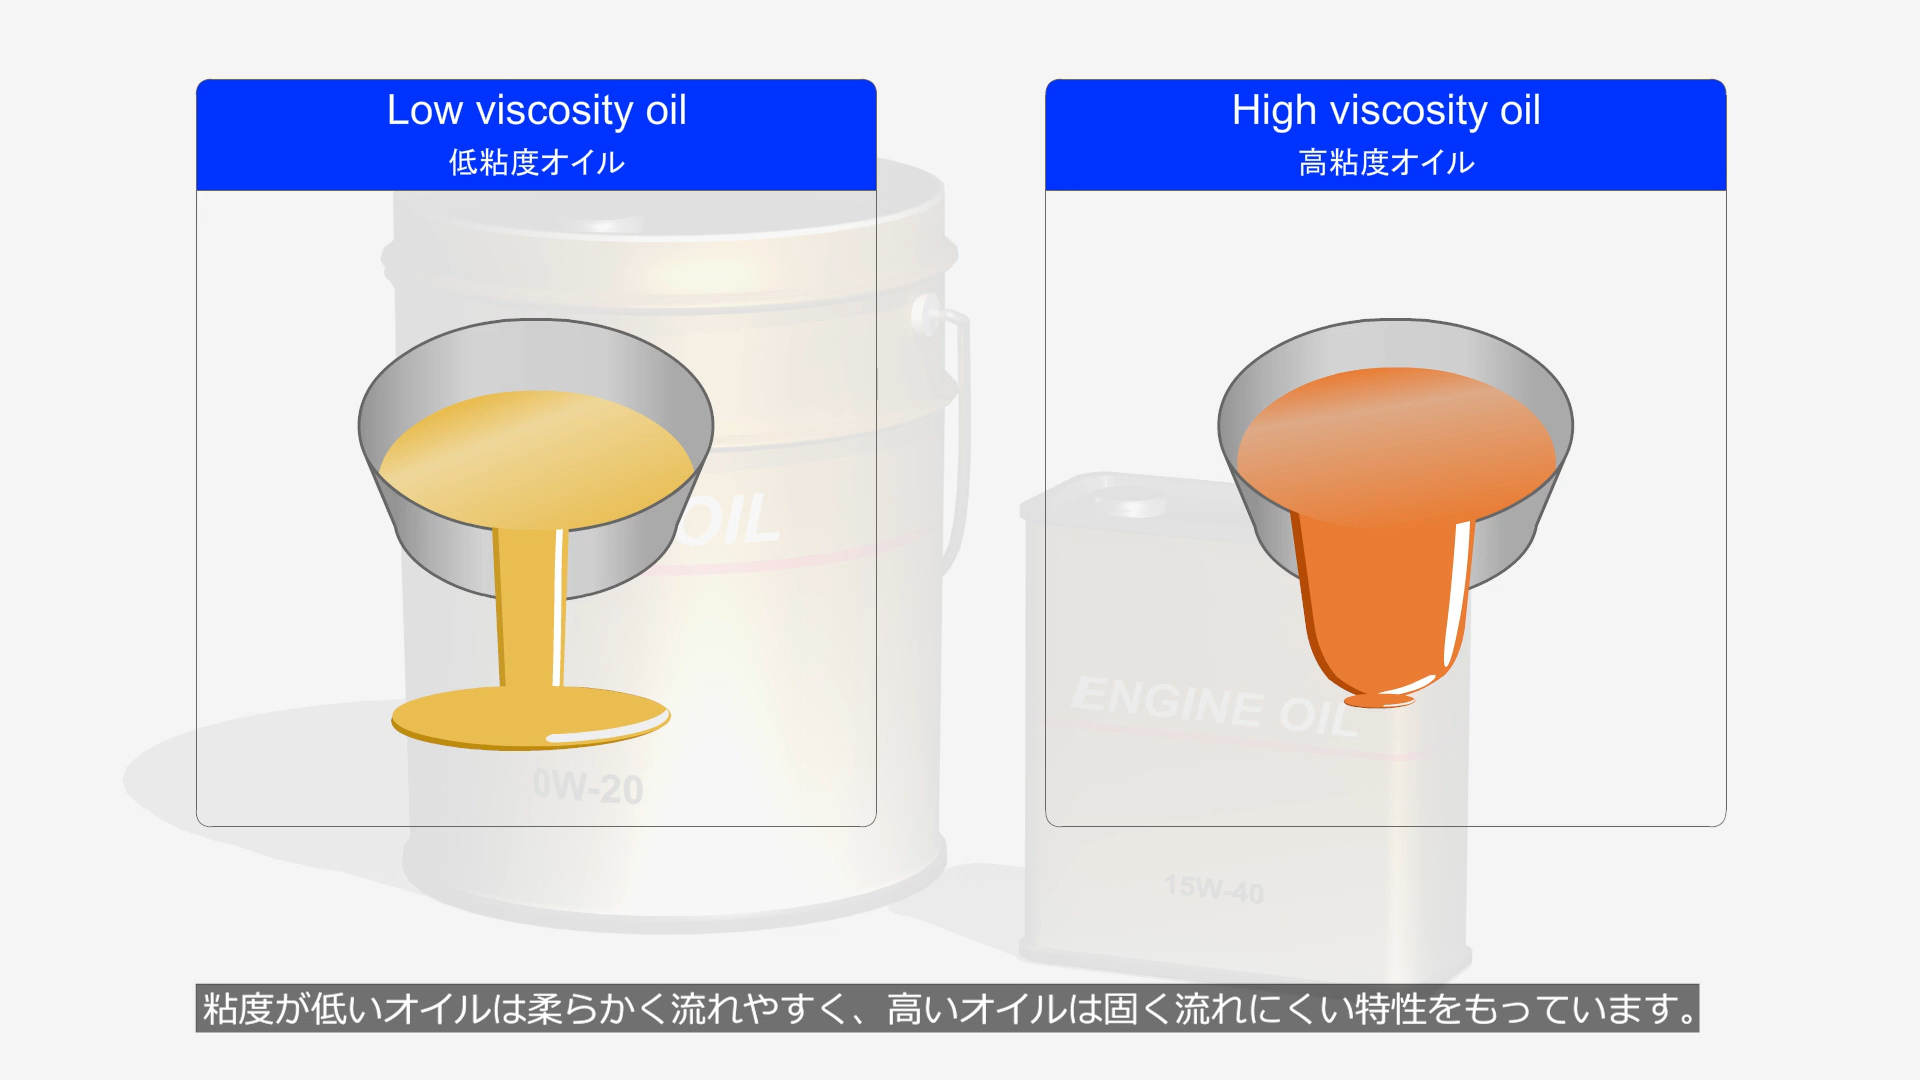 Low viscosity oil
低粘度オイル
High viscosity oil
高粘度オイル
OIL
0W-20
ENGINE OIL
15W-40
粘度が低いオイルは柔らかく流れやすく、高いオイルは固く流れにくい特性をもっています。